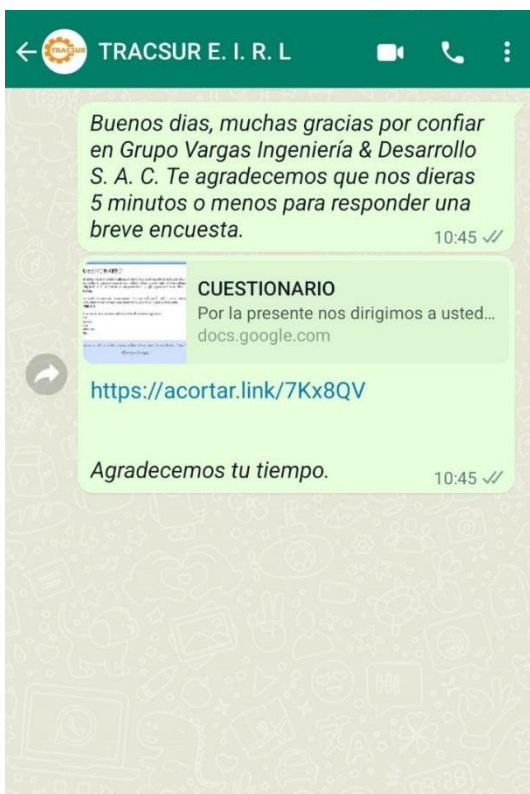 TRACSUR E. I. R. L
Buenos dias, muchas gracias por confiar
en Grupo Vargas Ingeniería & Desarrollo
S. A. C. Te agradecemos que nos dieras
5 minutos o menos para responder una
breve encuesta.
10:45
CUESTIONARIO
Por la presente nos dirigimos a usted...
docs.google.com
https://acortar.link/7Kx8QV
Agradecemos tu tiempo.
10:45